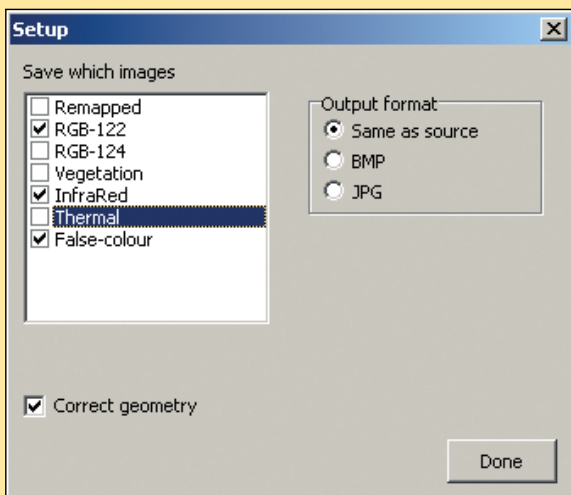 Setup
Save which images
Remapped
RGB-122
RGB-124
Vegetation
InfraRed
Thermal
False-colour
Output format
Same as source
BMP
JPG
Correct geometry
Done